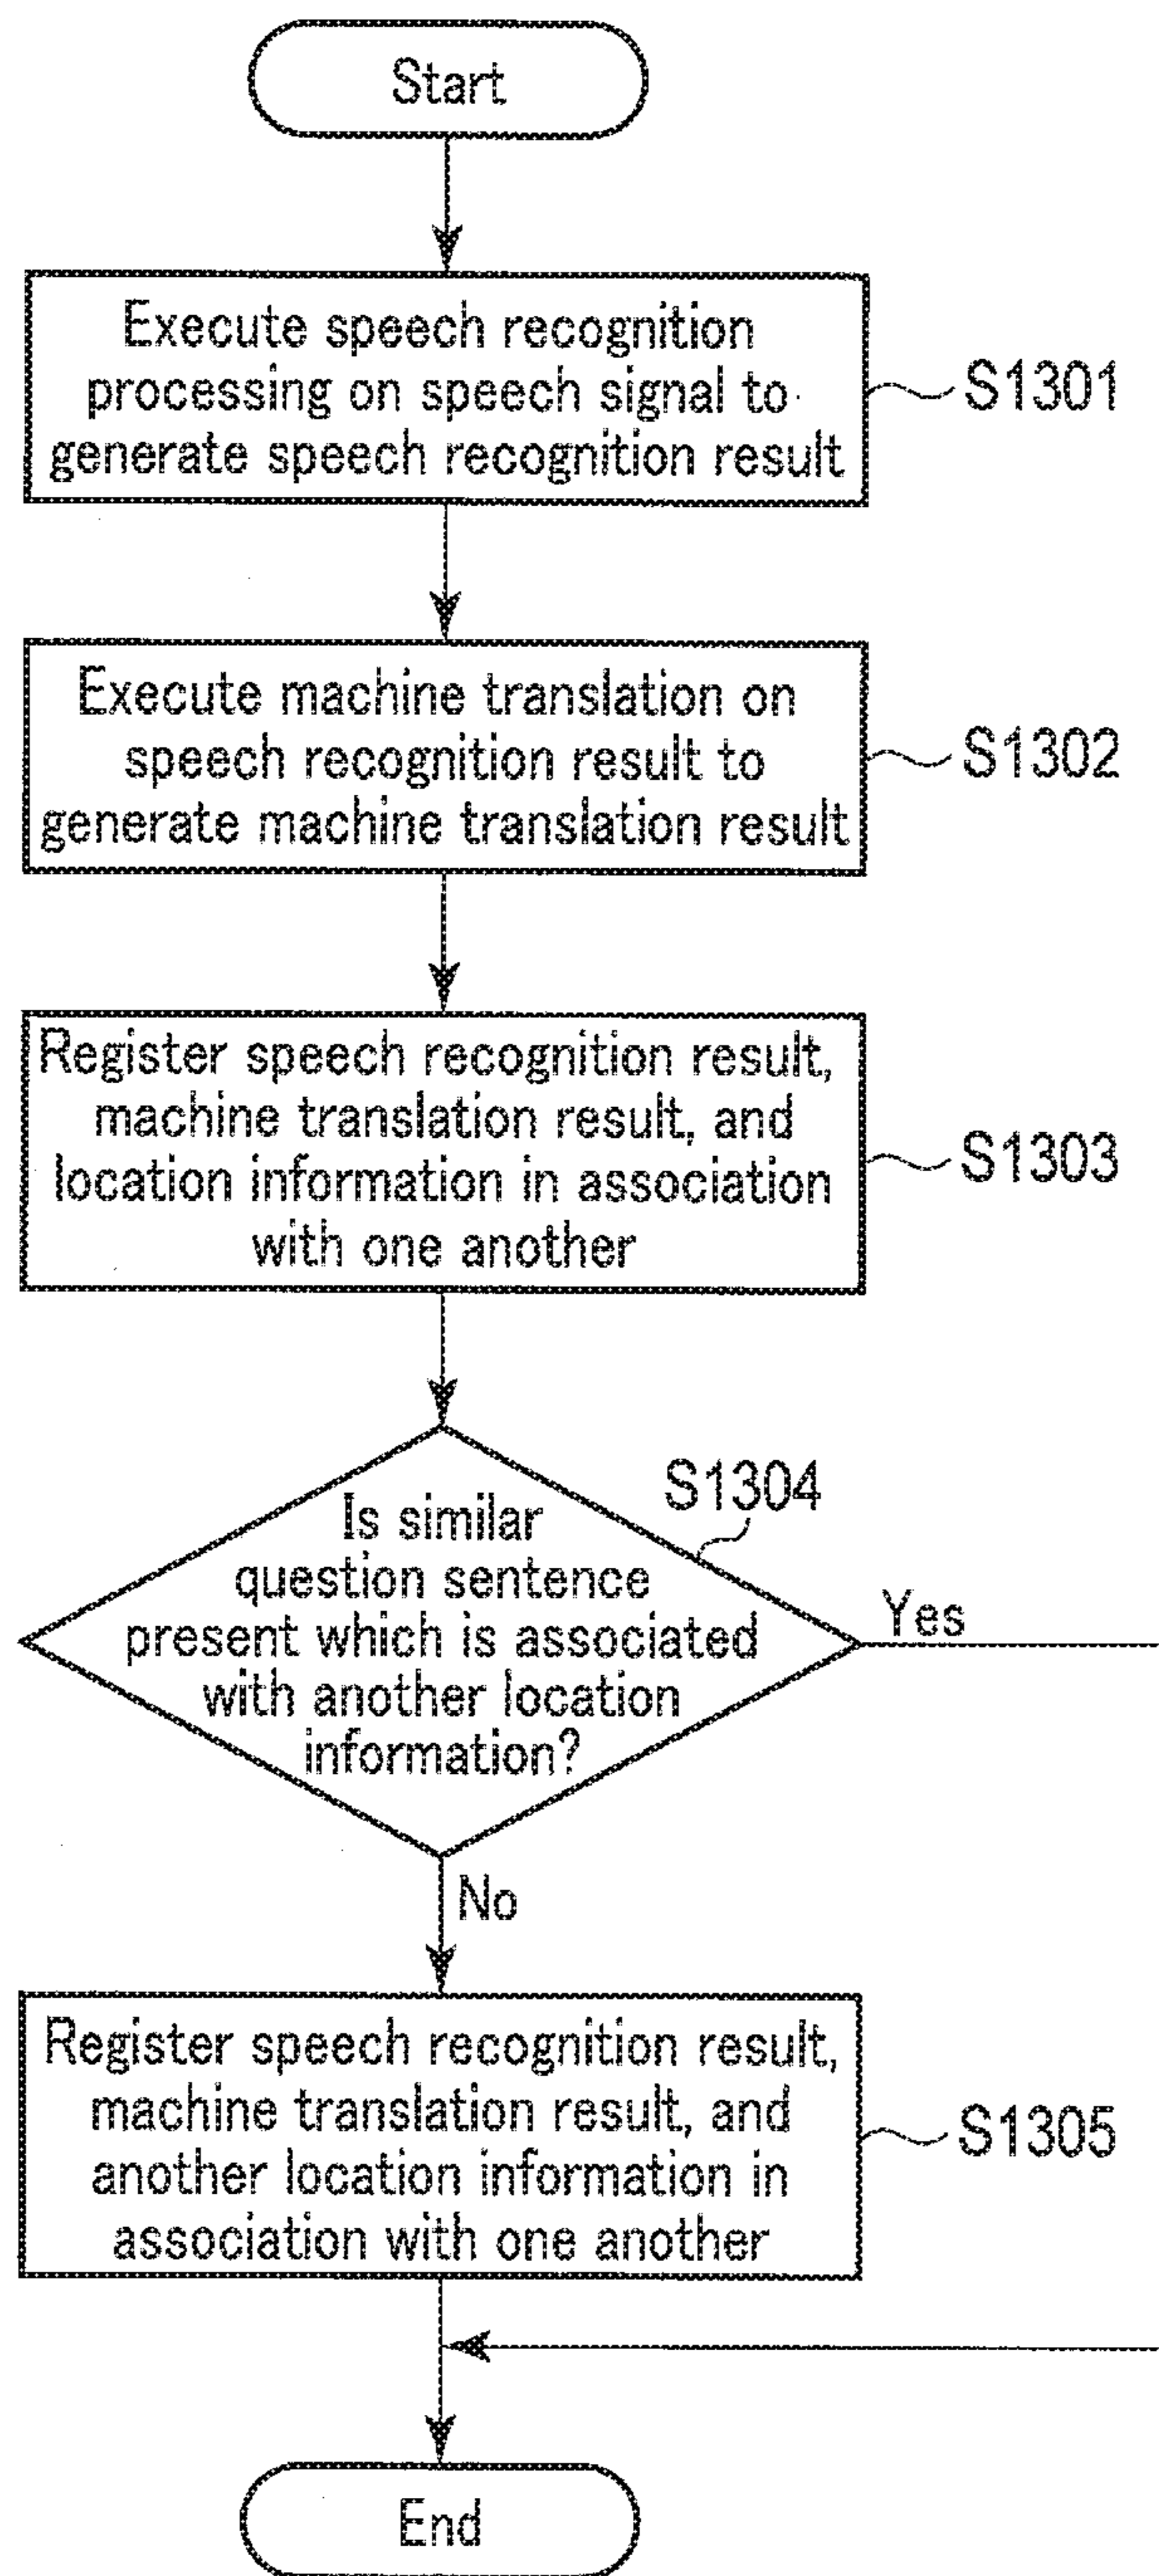 Start
Execute speech recognition
processing on speech signal to
generate speech recognition result
S1301
Execute machine translation on
speech recognition result to
generate machine translation result
S1302
Register speech recognition result,
machine translation result, and
location information in association
with one another
S1303
S1304
Is similar
question sentence
present which is associated
with another location
information?
Yes
No
Register speech recognition result,
machine translation result, and
another location information in
association with one another
S1305
End